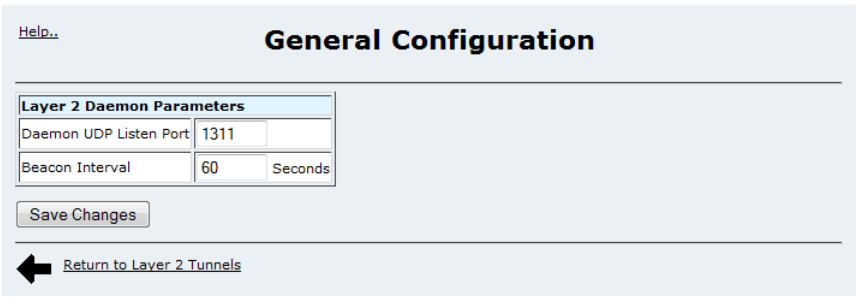 Help..
General Configuration
Layer 2 Daemon Parameters
Daemon UDP Listen Port 1311
Beacon Interval 60 Seconds
Save Changes
Return to Layer 2 Tunnels